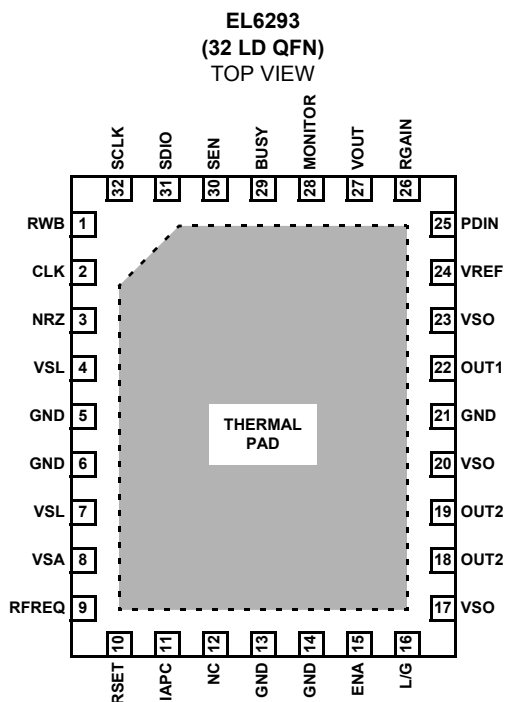 EL6293
(32 LD QFN)
TOP VIEW
SCLK
SDIO
SEN
BUSY
MONITOR
VOUT
RGAIN
32
31
30
29
28
27
26
RWB 1
CLK 2
NRZ 3
VSL 4
GND 5
GND 6
VSL 7
VSA 8
RFREQ 9
25 PDIN
24 VREF
23 VSO
22 OUT1
21 GND
20 VSO
19 OUT2
18 OUT2
17 VSO
THERMAL
PAD
10
11
12
13
14
15
16
RSET
IAPC
NC
GND
GND
ENA
L/G